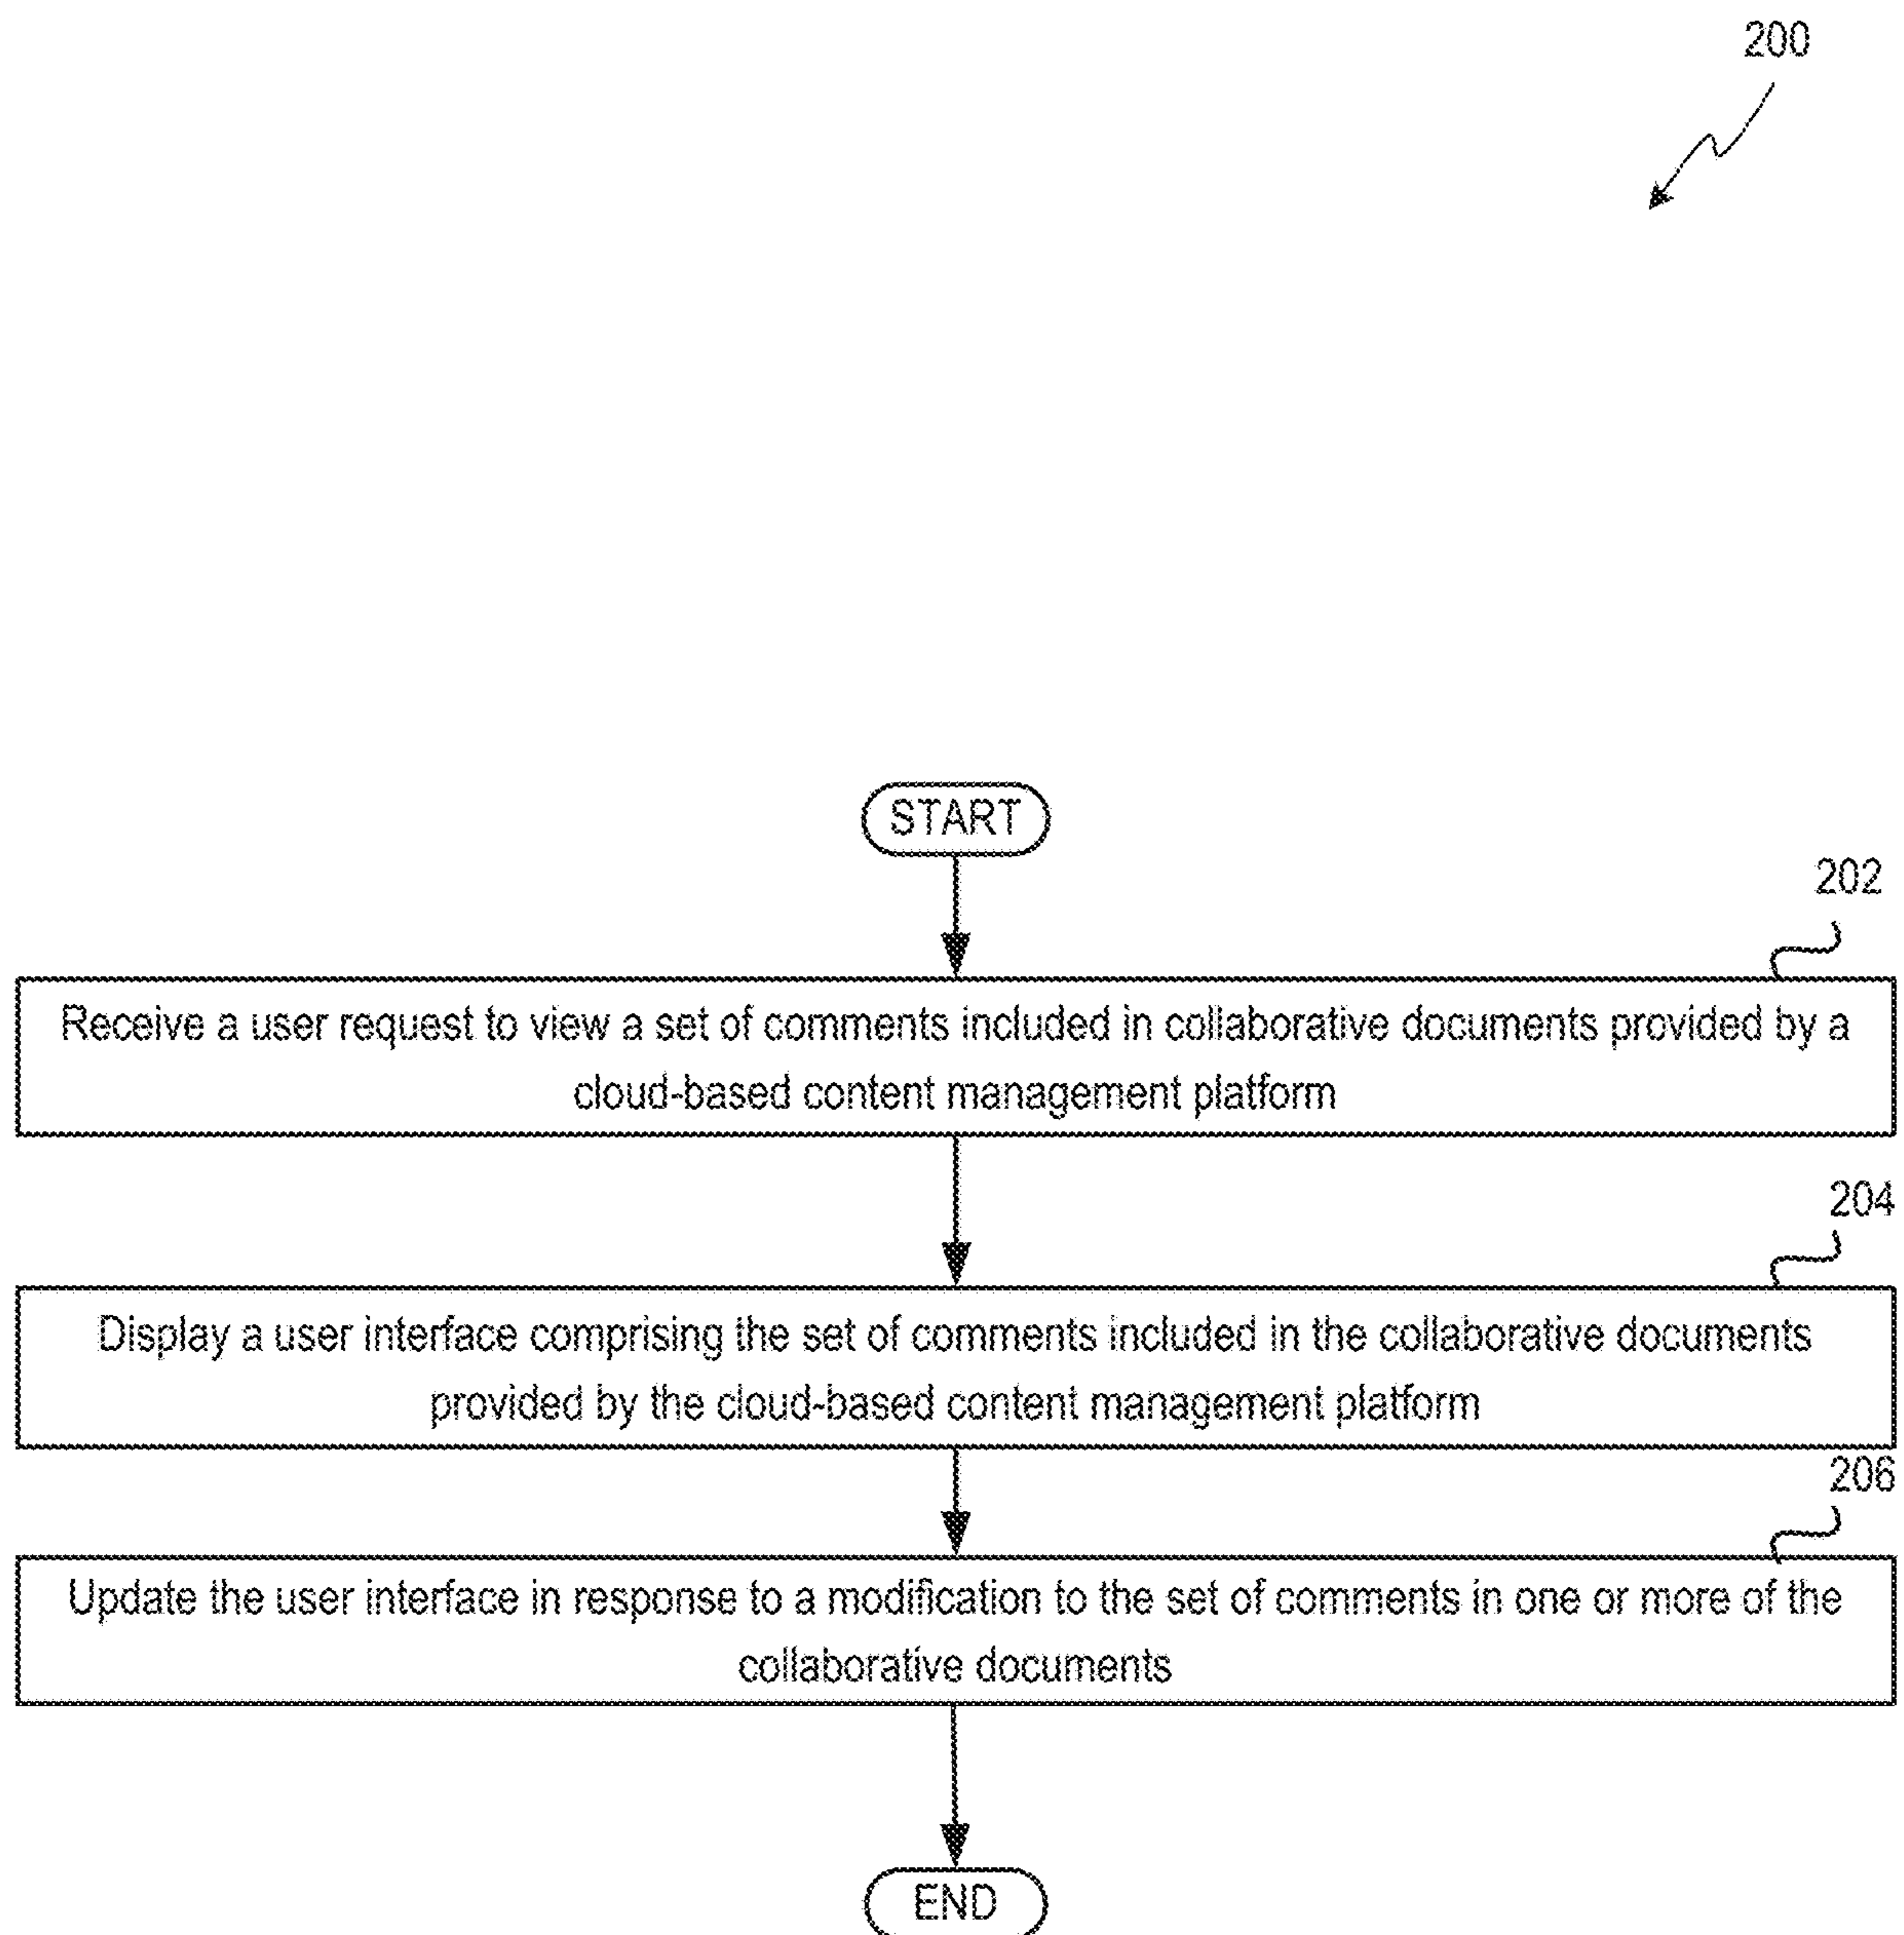 200
START
202
Receive a user request to view a set of comments included in collaborative documents provided by a
cloud-based content management platform
204
Display a user interface comprising the set of comments included in the collaborative documents
provided by the cloud-based content management platform
206
Update the user interface in response to a modification to the set of comments in one or more of the
collaborative documents
END